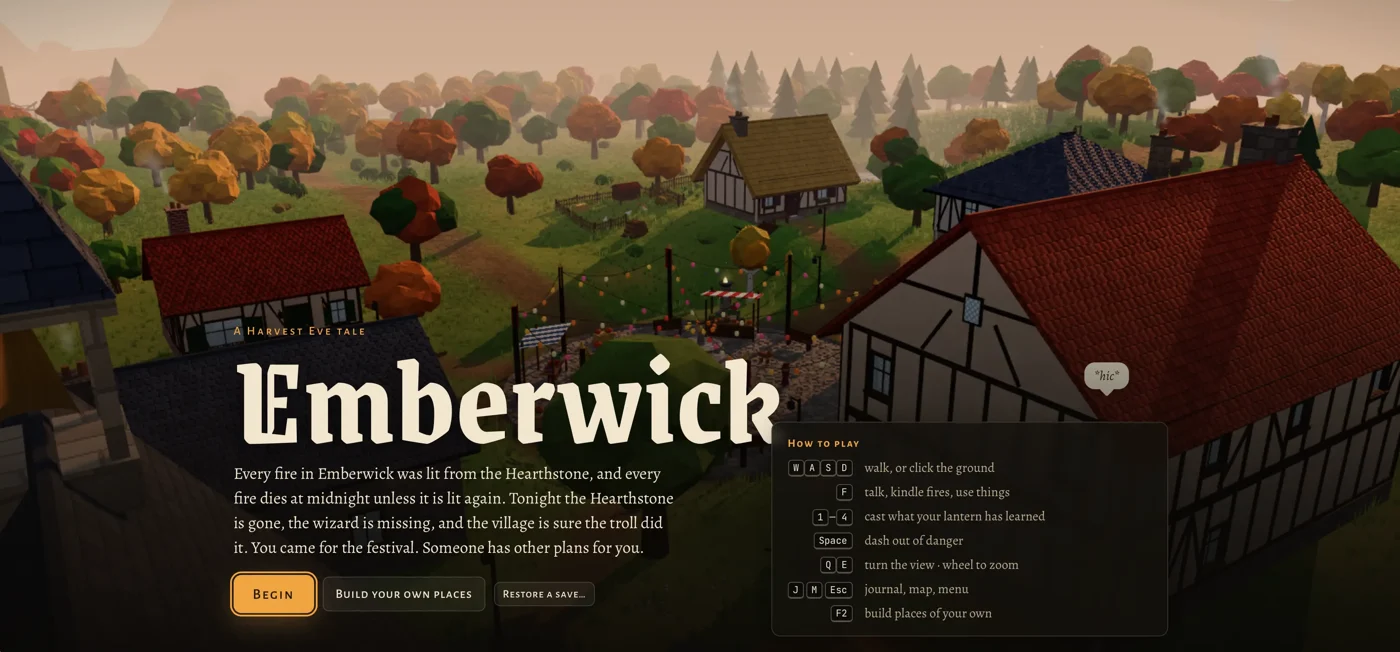 A Harvest Eve tale
Emberwick
Every fire in Emberwick was lit from the Hearthstone, and every
fire dies at midnight unless it is lit again. Tonight the Hearthstone
is gone, the wizard is missing, and the village is sure the troll did
it. You came for the festival. Someone has other plans for you.
Begin
Build your own places
Restore a save…
*hic*
How to play
W A S D walk, or click the ground
F talk, kindle fires, use things
1–4 cast what your lantern has learned
Space dash out of danger
Q E turn the view · wheel to zoom
J M Esc journal, map, menu
F2 build places of your own